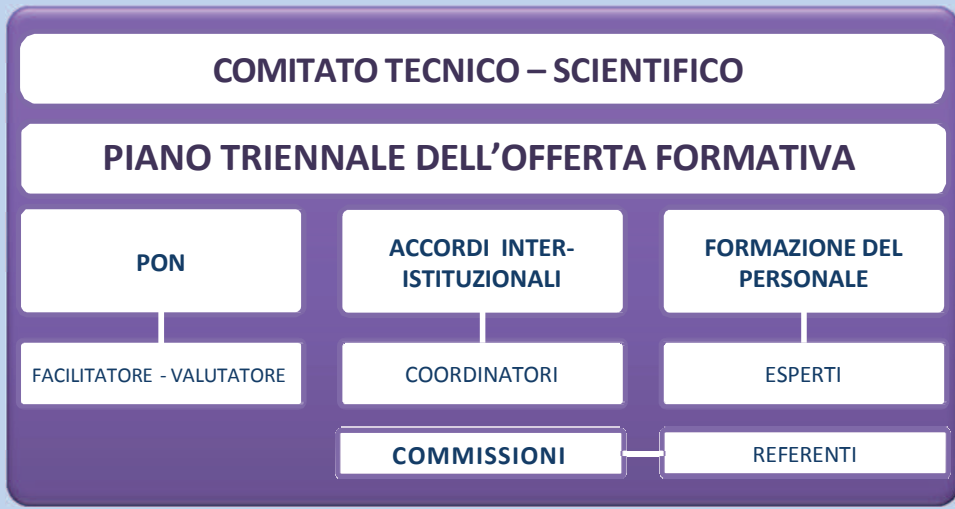 COMITATO TECNICO – SCIENTIFICO
PIANO TRIENNALE DELL’OFFERTA FORMATIVA
PON
ACCORDI INTER-
ISTITUZIONALI
FORMAZIONE DEL
PERSONALE
FACILITATORE - VALUTATORE
COORDINATORI
ESPERTI
COMMISSIONI
REFERENTI